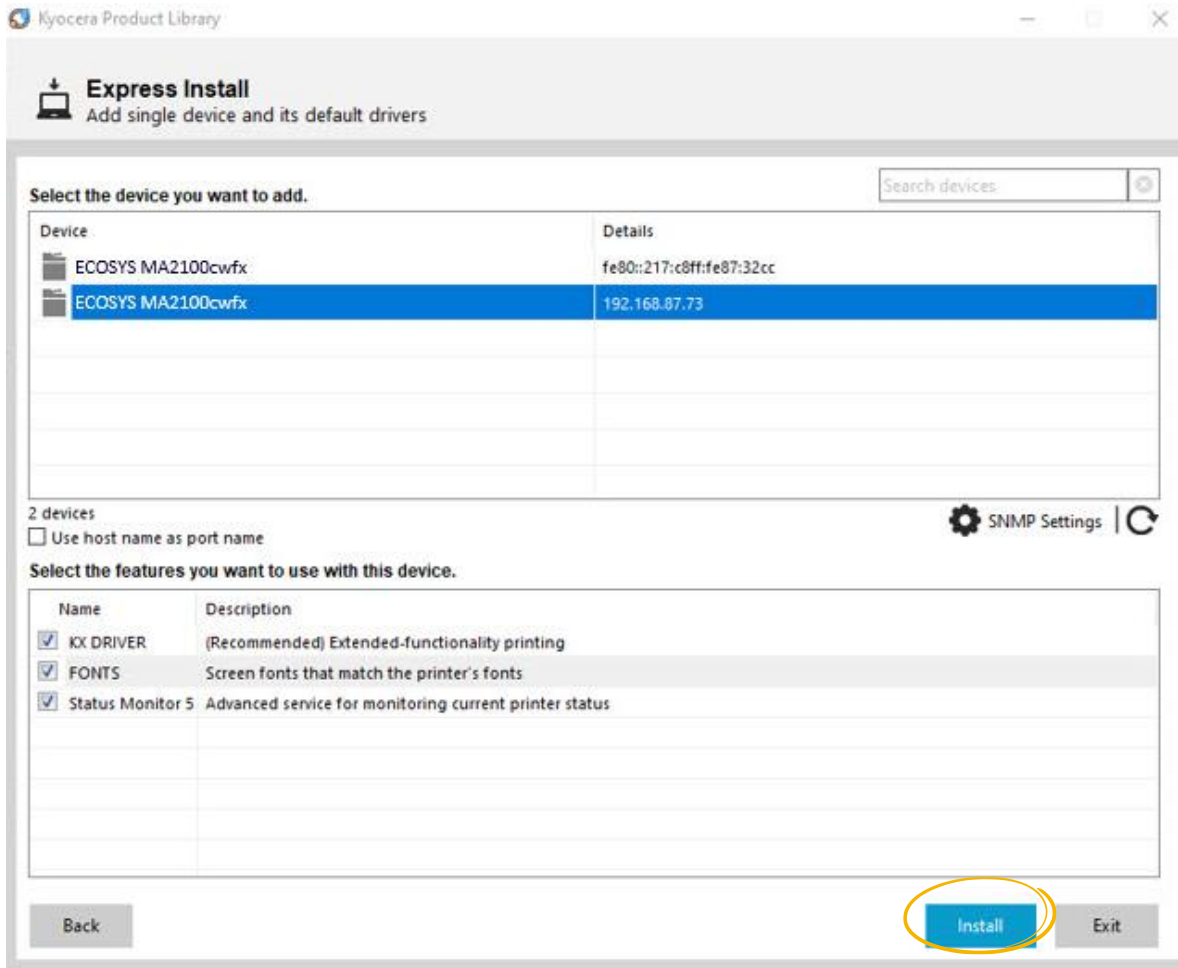 Kyocera Product Library
Express Install
Add single device and its default drivers
Search devices
Select the device you want to add.
Device Details
ECOSYS MA2100cwfx fe80::217:c8ff:fe87:32cc
ECOSYS MA2100cwfx 192.168.87.73
2 devices
SNMP Settings
Use host name as port name
Select the features you want to use with this device.
Name Description
KX DRIVER (Recommended) Extended-functionality printing
FONTS Screen fonts that match the printer's fonts
Status Monitor 5 Advanced service for monitoring current printer status
Back Install Exit